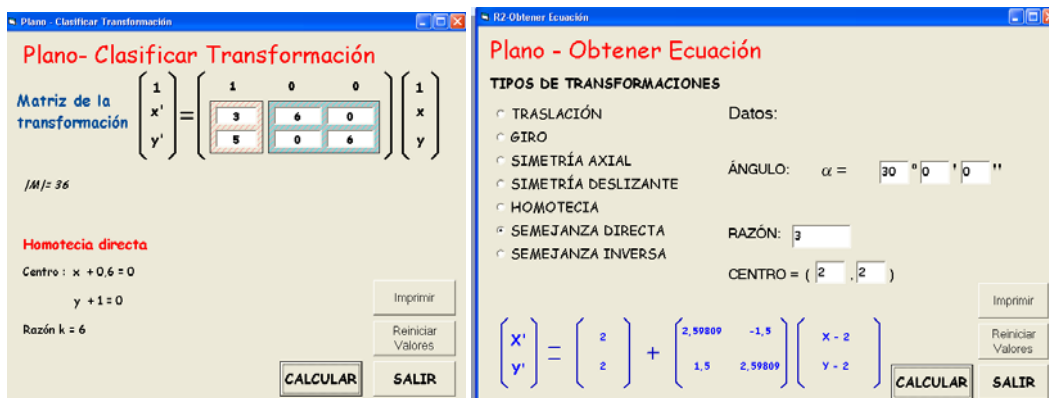 Plano - Clasificar Transformación
Plano- Clasificar Transformación
Matriz de la
transformación
1
x'
y'
=
1 0 0
3 6 0
5 0 6
1
x
y
|M|= 36
Homotecia directa
Centro : x +0,6 = 0
y +1 = 0
Razón k = 6
Imprimir
Reiniciar
Valores
CALCULAR
SALIR
R2-Obtener Ecuación
Plano - Obtener Ecuación
TIPOS DE TRANSFORMACIONES
TRASLACIÓN
GIRO
SIMETRÍA AXIAL
SIMETRÍA DESLIZANTE
HOMOTECIA
SEMEJANZA DIRECTA
SEMEJANZA INVERSA
Datos:
ÁNGULO: α = 30 º 0 ' 0 ''
RAZÓN: 3
CENTRO = ( 2 , 2 )
X'
Y'
=
2
2
+
2,59809 -1,5
1,5 2,59809
X - 2
Y - 2
Imprimir
Reiniciar
Valores
CALCULAR
SALIR